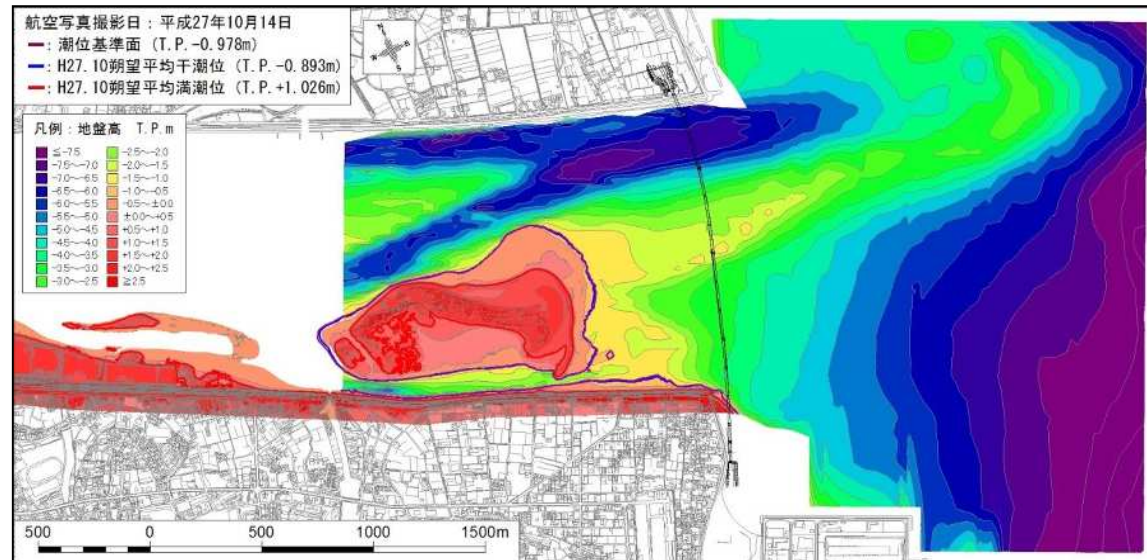 航空写真撮影日：平成27年10月14日
━：潮位基準面（T.P.-0.978m）
━：H27.10朔望平均干潮位（T.P.-0.893m）
━：H27.10朔望平均満潮位（T.P.+1.026m）
凡例：地盤高 T.P.m
≦-7.5 -2.5～-2.0
-7.5～-7.0 -2.0～-1.5
-7.0～-6.5 -1.5～-1.0
-6.5～-6.0 -1.0～-0.5
-6.0～-5.5 -0.5～±0.0
-5.5～-5.0 ±0.0～+0.5
-5.0～-4.5 +0.5～+1.0
-4.5～-4.0 +1.0～+1.5
-4.0～-3.5 +1.5～+2.0
-3.5～-3.0 +2.0～+2.5
-3.0～-2.5 ≧2.5
500 0 500 1000 1500m